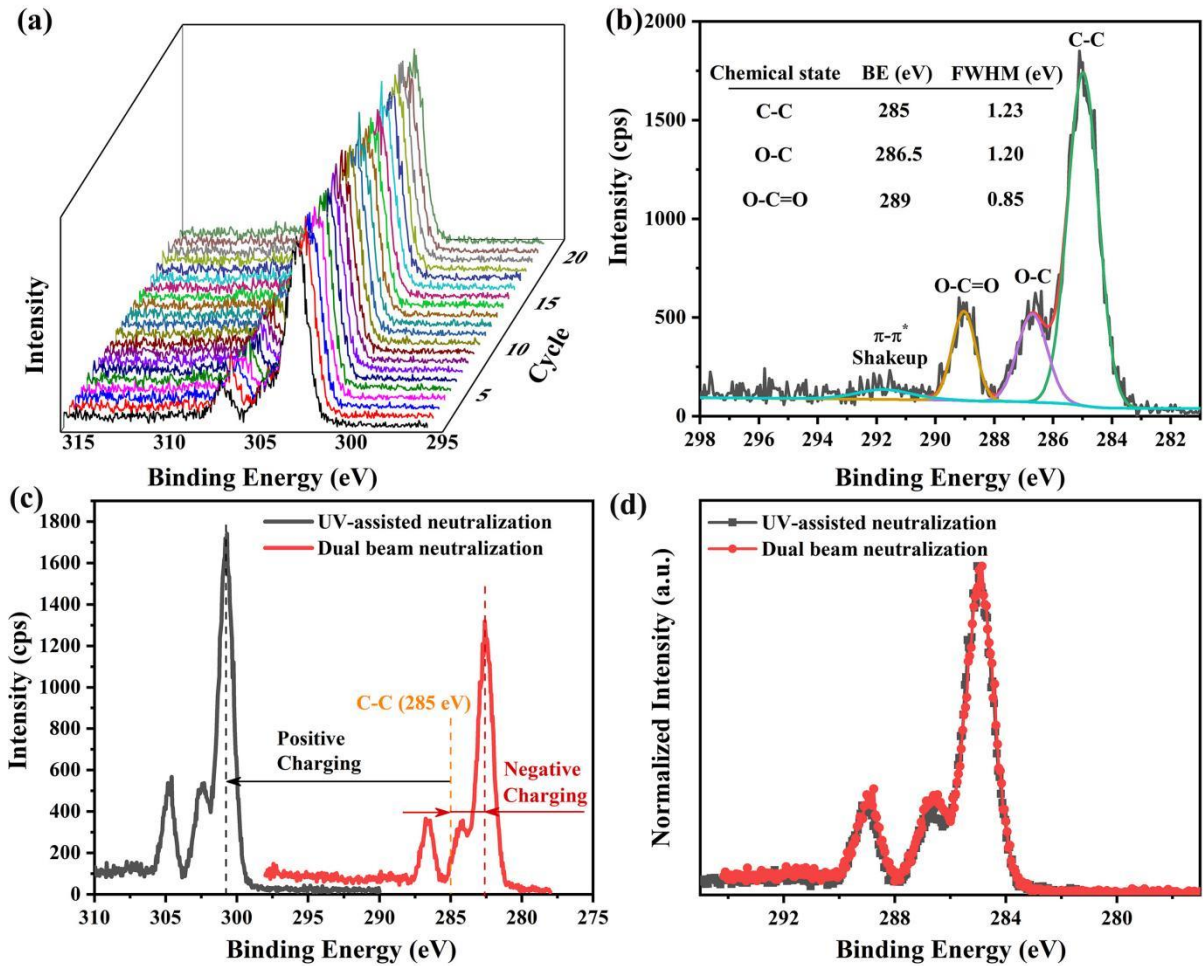 (a)
Intensity
315
310
305
300
295
5
10
15
20
Cycle
Binding Energy (eV)
(b)
2000
1500
1000
500
0
Intensity (cps)
C-C
Chemical state BE (eV) FWHM (eV)
C-C 285 1.23
O-C 286.5 1.20
O-C=O 289 0.85
O-C=O
O-C
π-π*
Shakeup
298 296 294 292 290 288 286 284 282
Binding Energy (eV)
(c)
1800
1600
1400
1200
1000
800
600
400
200
0
Intensity (cps)
UV-assisted neutralization
Dual beam neutralization
C-C (285 eV)
Positive
Charging
Negative
Charging
310 305 300 295 290 285 280 275
Binding Energy (eV)
(d)
Normalized Intensity (a.u.)
UV-assisted neutralization
Dual beam neutralization
292 288 284 280
Binding Energy (eV)